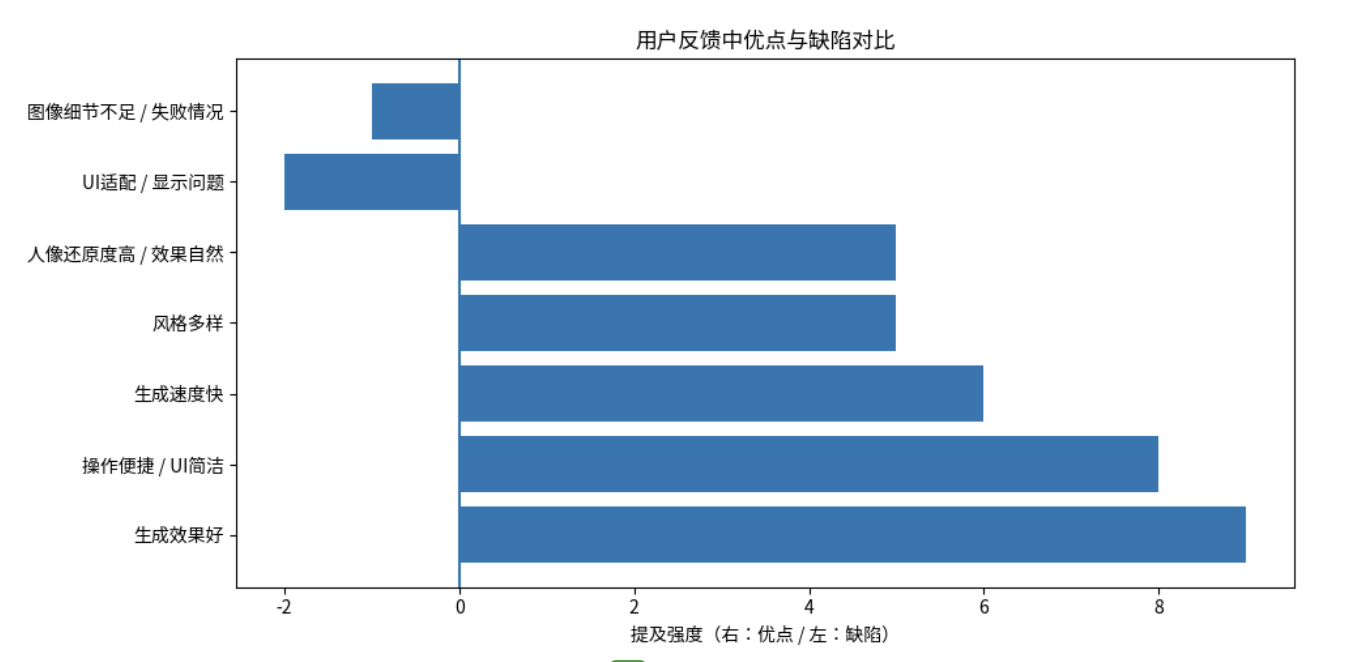 用户反馈中优点与缺陷对比
图像细节不足 / 失败情况
UI适配 / 显示问题
人像还原度高 / 效果自然
风格多样
生成速度快
操作便捷 / UI简洁
生成效果好
-2 0 2 4 6 8
提及强度（右：优点 / 左：缺陷）